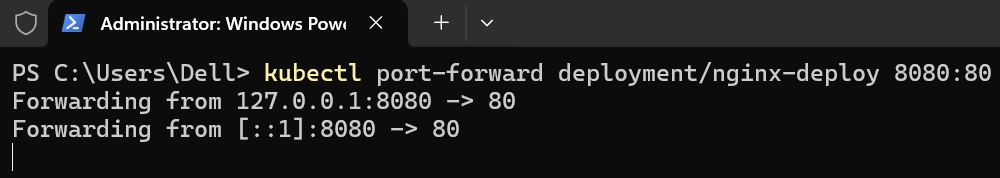 Administrator: Windows Powe
PS C:\Users\Dell> kubectl port-forward deployment/nginx-deploy 8080:80
Forwarding from 127.0.0.1:8080 -> 80
Forwarding from [::1]:8080 -> 80